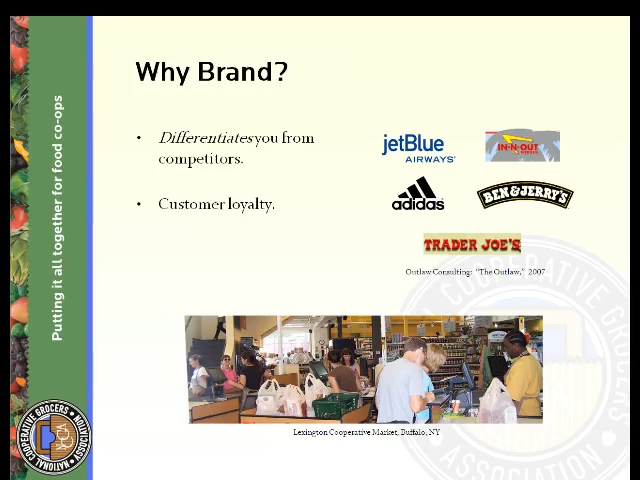 Why Brand?
• Differentiates you from
competitors.
• Customer loyalty.
jetBlue
AIRWAYS®
IN-N-OUT
adidas
BEN & JERRY'S
TRADER JOE'S
Outlaw Consulting: "The Outlaw," 2007
Lexington Cooperative Market, Buffalo, NY
Putting it all together for food co-ops
NATIONAL COOPERATIVE GROCERS ASSOCIATION
NCGA
COOPERATIVE GROCERS
ASSOCIATION